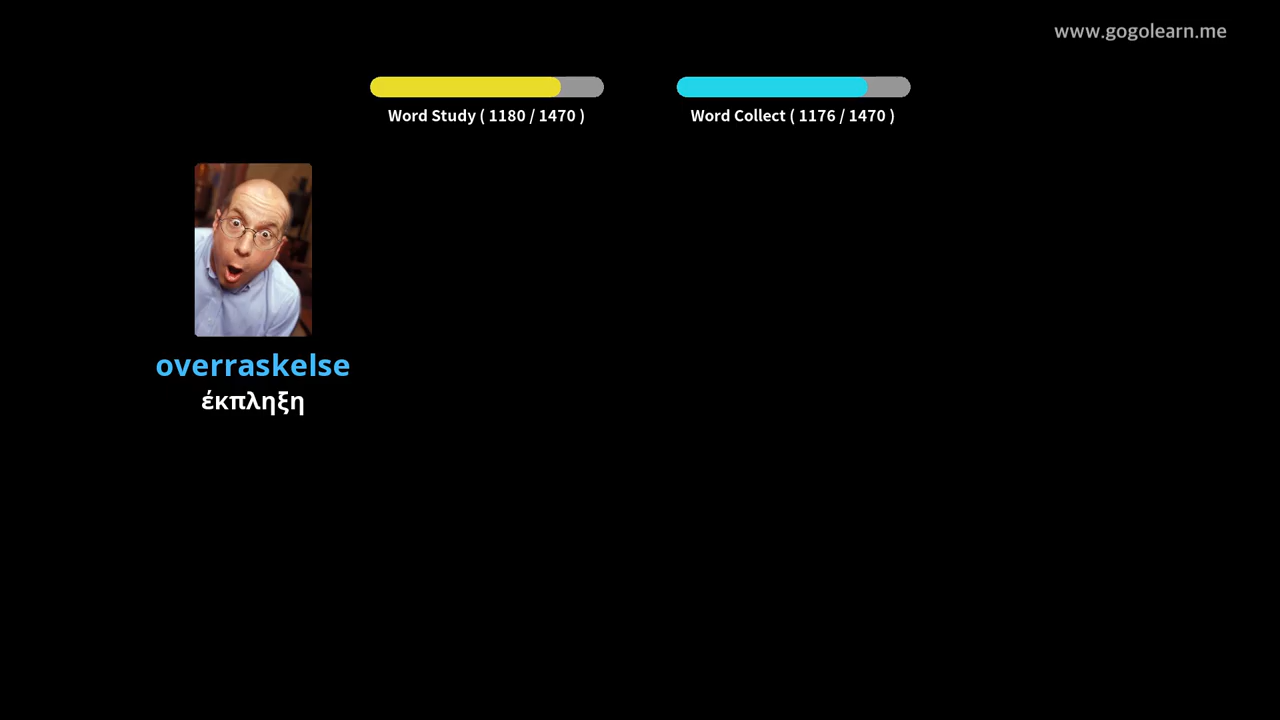 www.gogolearn.me
Word Study ( 1180 / 1470 )
Word Collect ( 1176 / 1470 )
overraskelse
έκπληξη